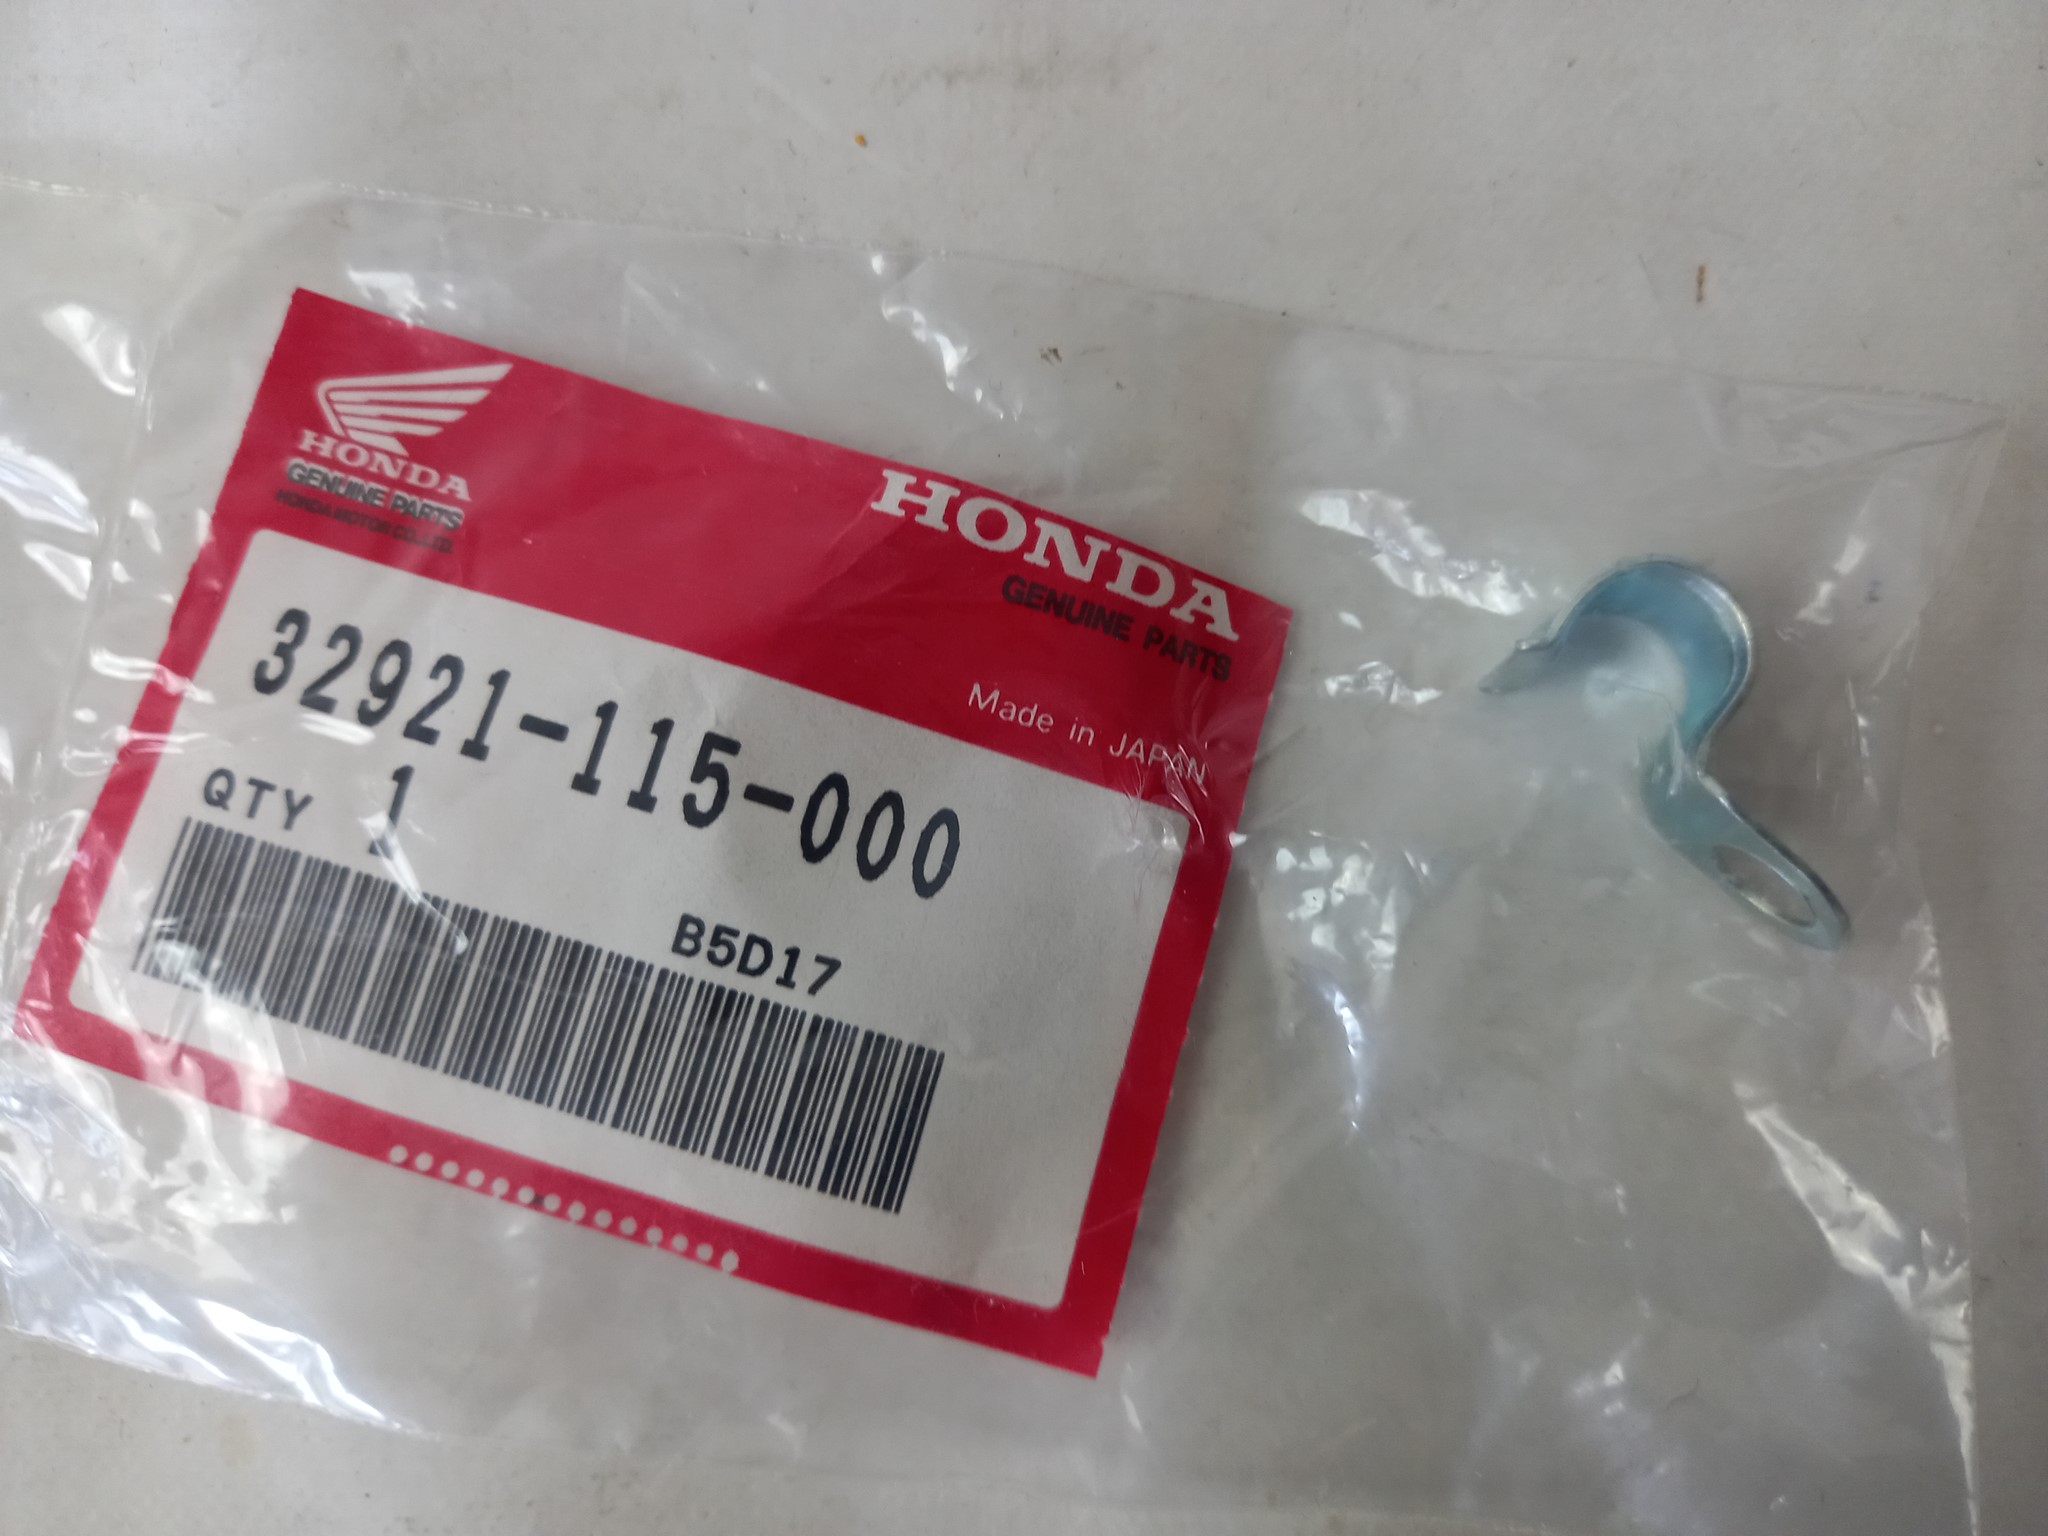 HONDA
GENUINE PARTS
HONDA MOTOR CO., LTD.
HONDA
GENUINE PARTS
Made in JAPAN
32921-115-000
QTY 1
B5D17